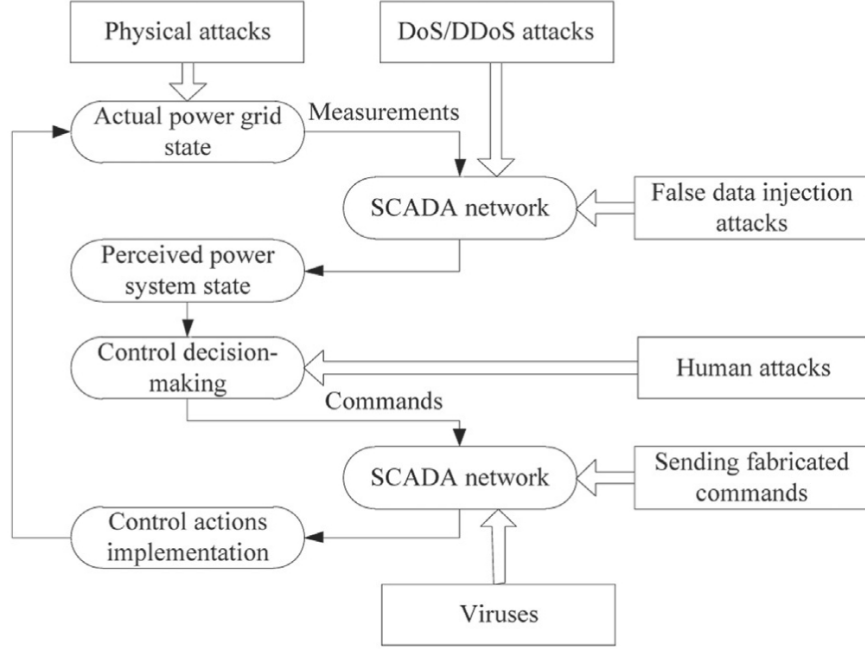 Physical attacks
DoS/DDoS attacks
Actual power grid
state
Measurements
SCADA network
False data injection
attacks
Perceived power
system state
Control decision-
making
Human attacks
Commands
SCADA network
Sending fabricated
commands
Control actions
implementation
Viruses